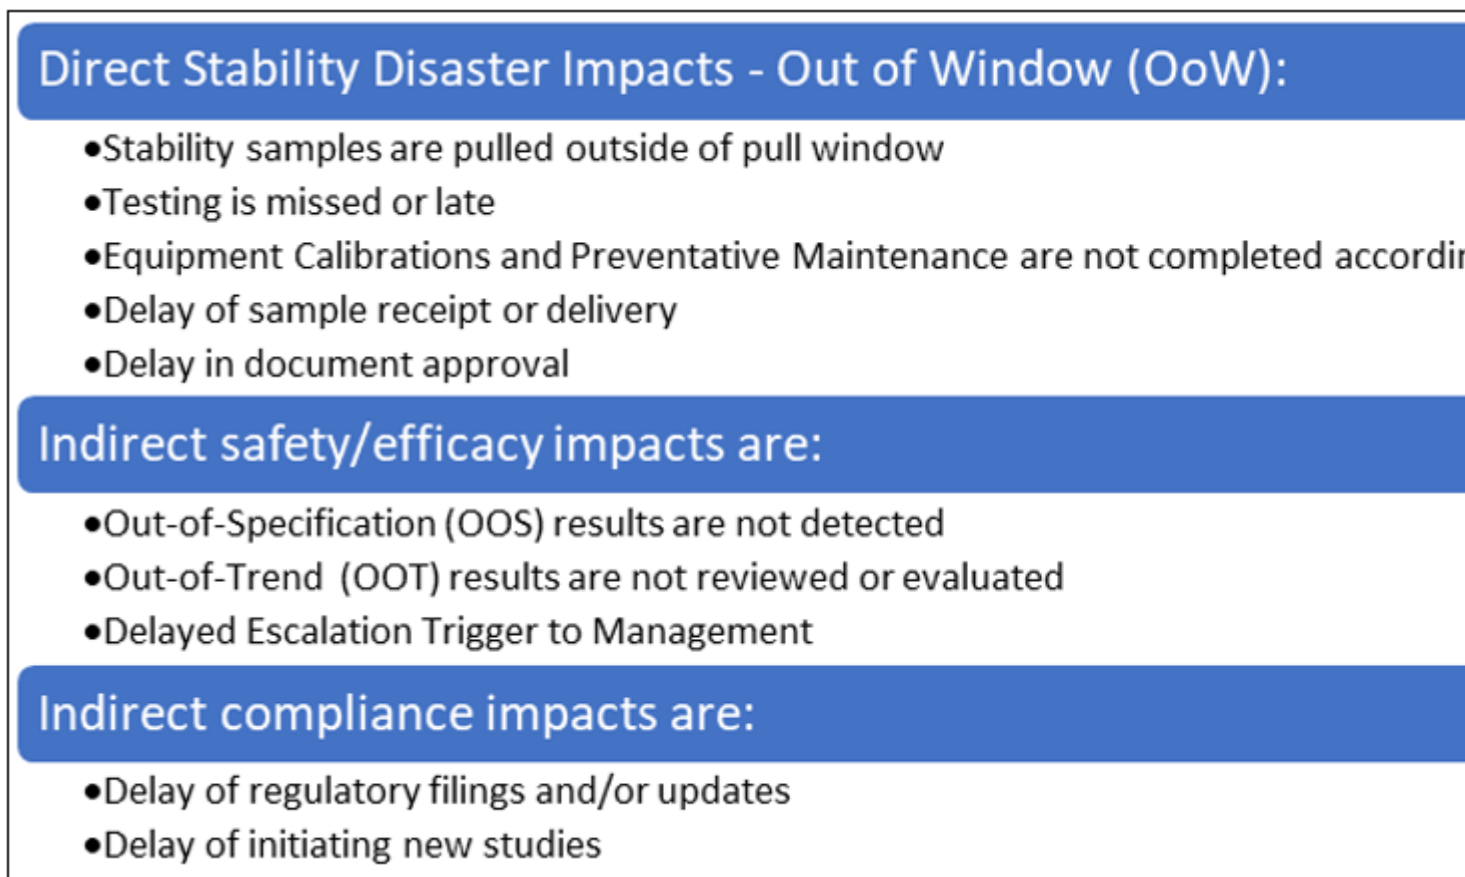 Direct Stability Disaster Impacts - Out of Window (OoW):
•Stability samples are pulled outside of pull window
•Testing is missed or late
•Equipment Calibrations and Preventative Maintenance are not completed
•Delay of sample receipt or delivery
•Delay in document approval
Indirect safety/efficacy impacts are:
•Out-of-Specification (OOS) results are not detected
•Out-of-Trend (OOT) results are not reviewed or evaluated
•Delayed Escalation Trigger to Management
Indirect compliance impacts are:
•Delay of regulatory filings and/or updates
•Delay of initiating new studies